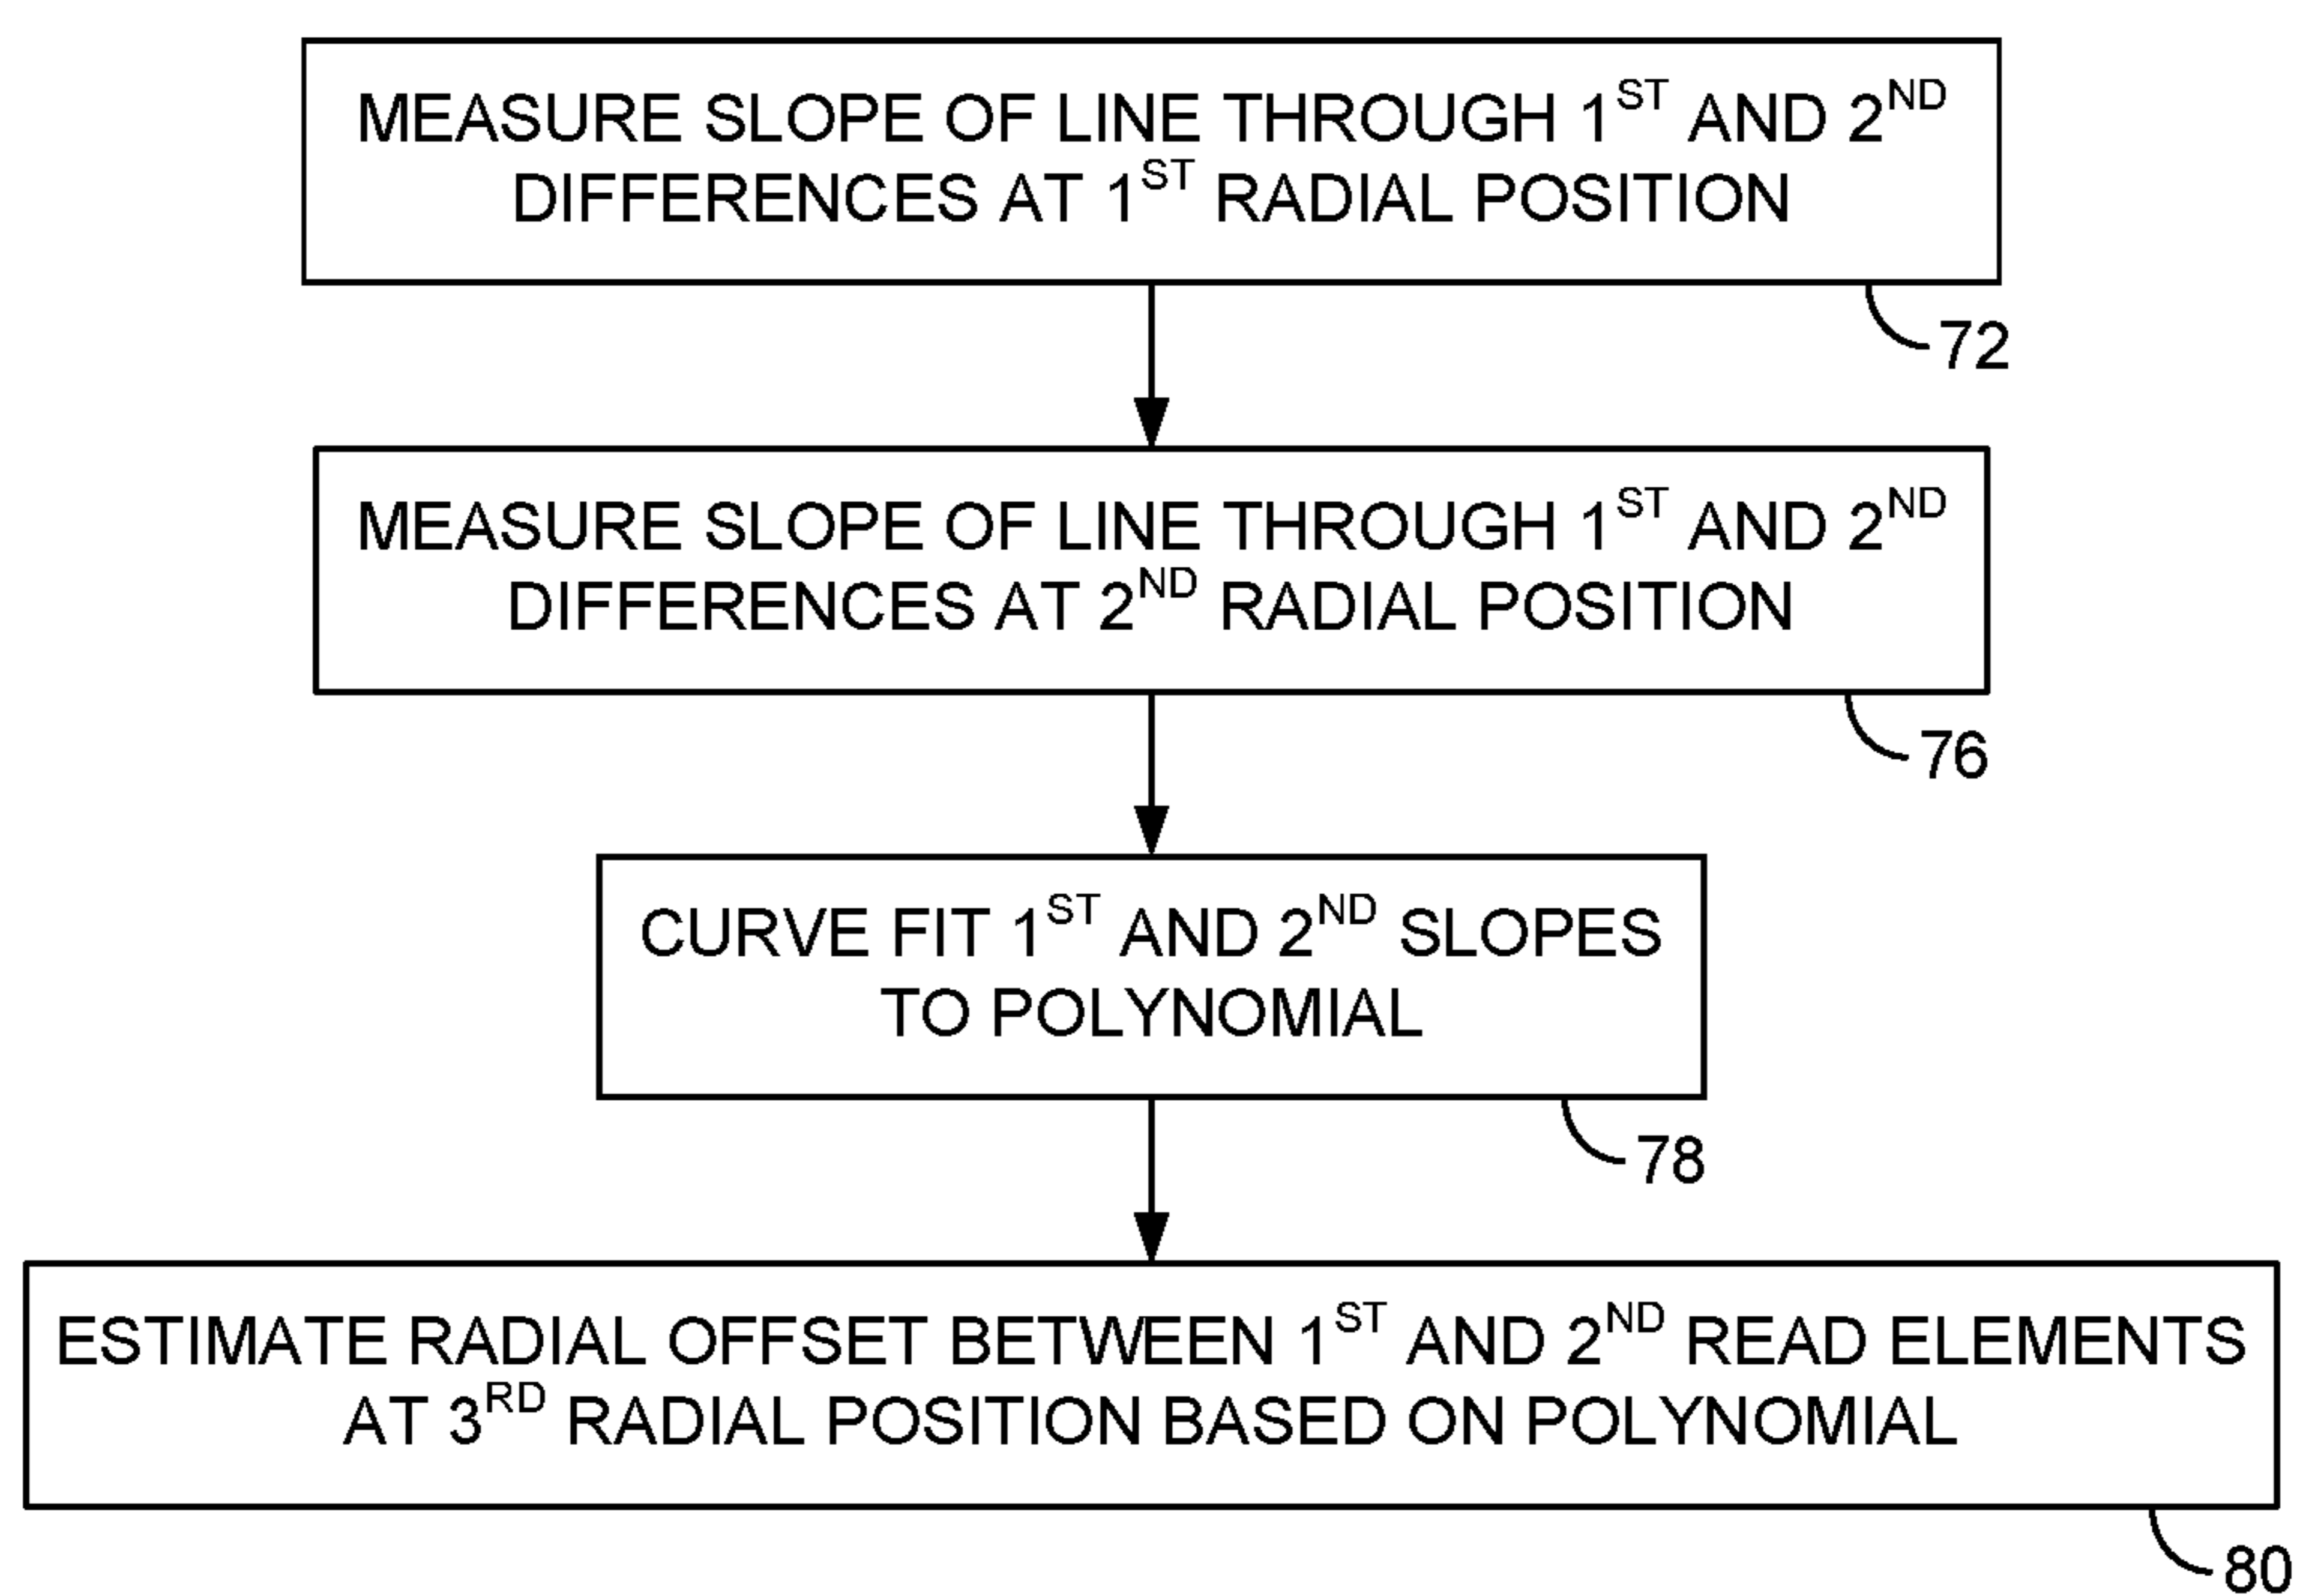 MEASURE SLOPE OF LINE THROUGH 1ST AND 2ND
DIFFERENCES AT 1ST RADIAL POSITION
72
MEASURE SLOPE OF LINE THROUGH 1ST AND 2ND
DIFFERENCES AT 2ND RADIAL POSITION
76
CURVE FIT 1ST AND 2ND SLOPES
TO POLYNOMIAL
78
ESTIMATE RADIAL OFFSET BETWEEN 1ST AND 2ND READ ELEMENTS
AT 3RD RADIAL POSITION BASED ON POLYNOMIAL
80